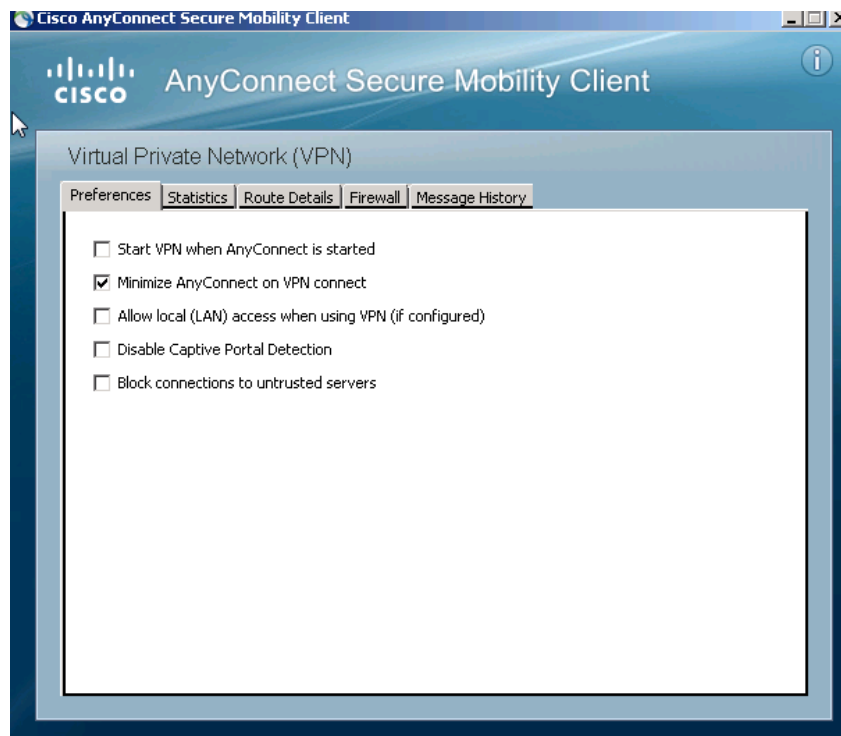 Cisco AnyConnect Secure Mobility Client
CISCO
AnyConnect Secure Mobility Client
Virtual Private Network (VPN)
Preferences Statistics Route Details Firewall Message History
Start VPN when AnyConnect is started
Minimize AnyConnect on VPN connect
Allow local (LAN) access when using VPN (if configured)
Disable Captive Portal Detection
Block connections to untrusted servers